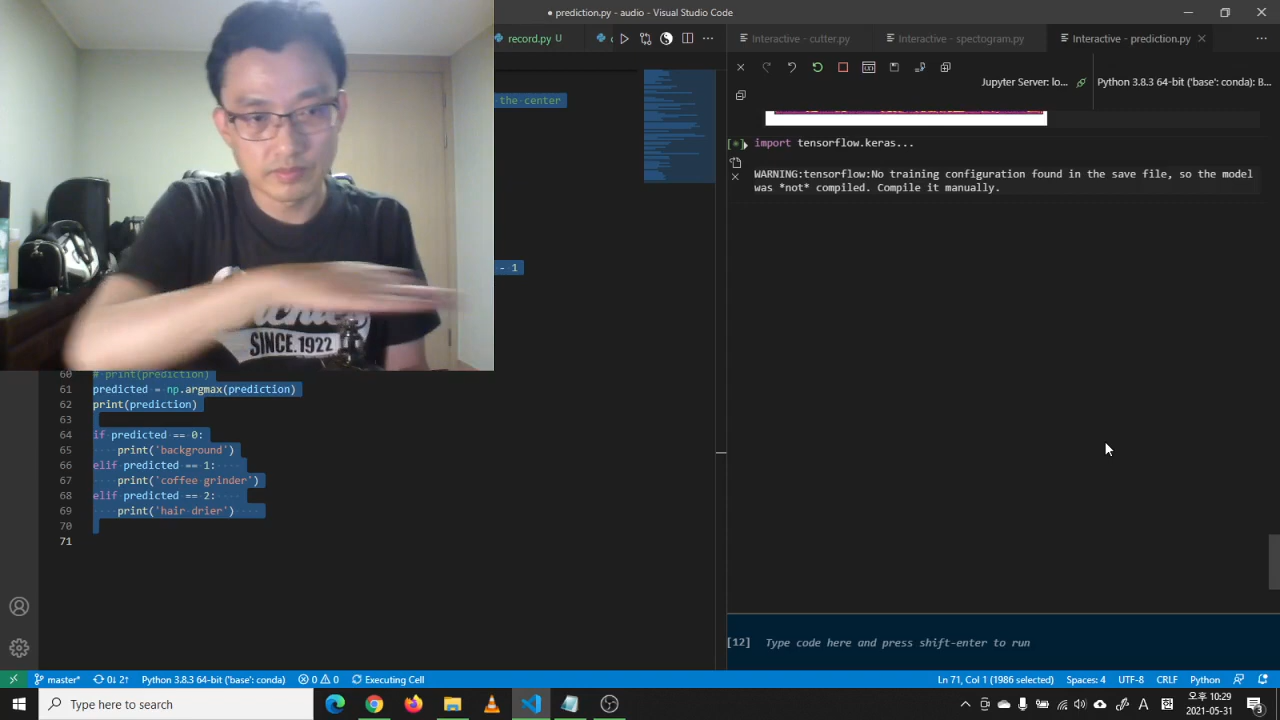 ● prediction.py - audio - Visual Studio Code
record.py U
Interactive - cutter.py
Interactive - spectogram.py
Interactive - prediction.py
Jupyter Server: lo...
Python 3.8.3 64-bit ('base': conda): B...
the center
- 1
import tensorflow.keras...
WARNING:tensorflow:No training configuration found in the save file, so the model
was *not* compiled. Compile it manually.
SINCE.1922
60 # print(prediction)
61 predicted = np.argmax(prediction)
62 print(prediction)
63
64 if predicted == 0:
65 print('background')
66 elif predicted == 1:
67 print('coffee grinder')
68 elif predicted == 2:
69 print('hair drier')
70
71
[12] Type code here and press shift-enter to run
master* 0↓ 2↑ Python 3.8.3 64-bit ('base': conda) 0 0 Executing Cell
Ln 71, Col 1 (1986 selected) Spaces: 4 UTF-8 CRLF Python
Type here to search
A 오후 10:29
2021-05-31
3